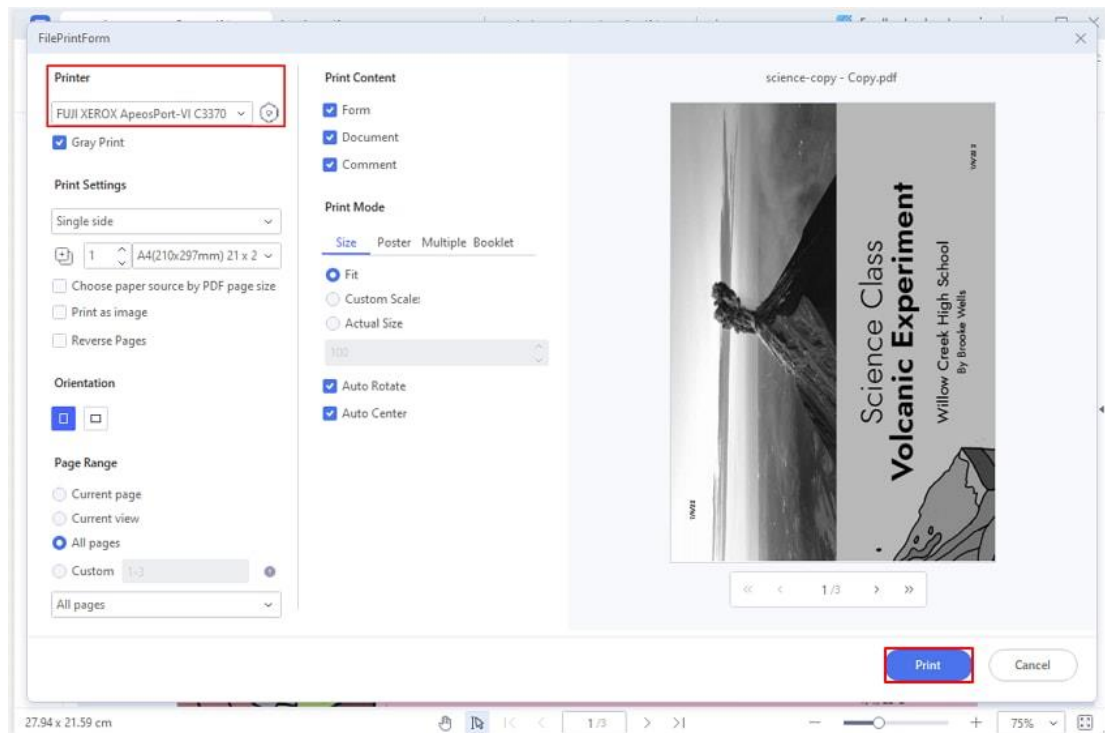 FilePrintForm
Printer
FUJI XEROX ApeosPort-VI C3370
Gray Print
Print Settings
Single side
1
A4(210x297mm) 21 x 2
Choose paper source by PDF page size
Print as image
Reverse Pages
Orientation
Page Range
Current page
Current view
All pages
Custom
1-3
All pages
Print Content
Form
Document
Comment
Print Mode
Size Poster Multiple Booklet
Fit
Custom Scale:
Actual Size
100
Auto Rotate
Auto Center
science-copy - Copy.pdf
Science Class
Volcanic Experiment
Willow Creek High School
By Brooke Wells
1/3
Print
Cancel
27.94 x 21.59 cm
1/3
75%